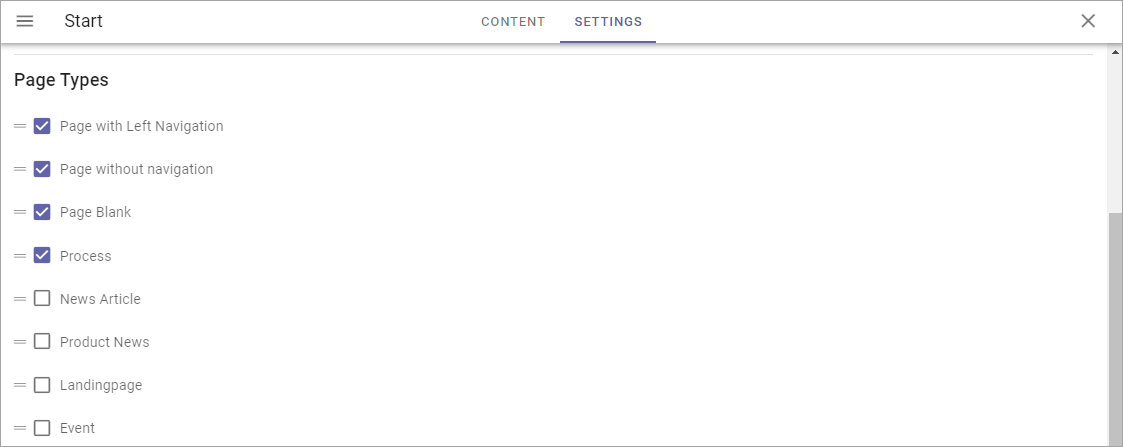 Start
CONTENT
SETTINGS
Page Types
Page with Left Navigation
Page without navigation
Page Blank
Process
News Article
Product News
Landingpage
Event